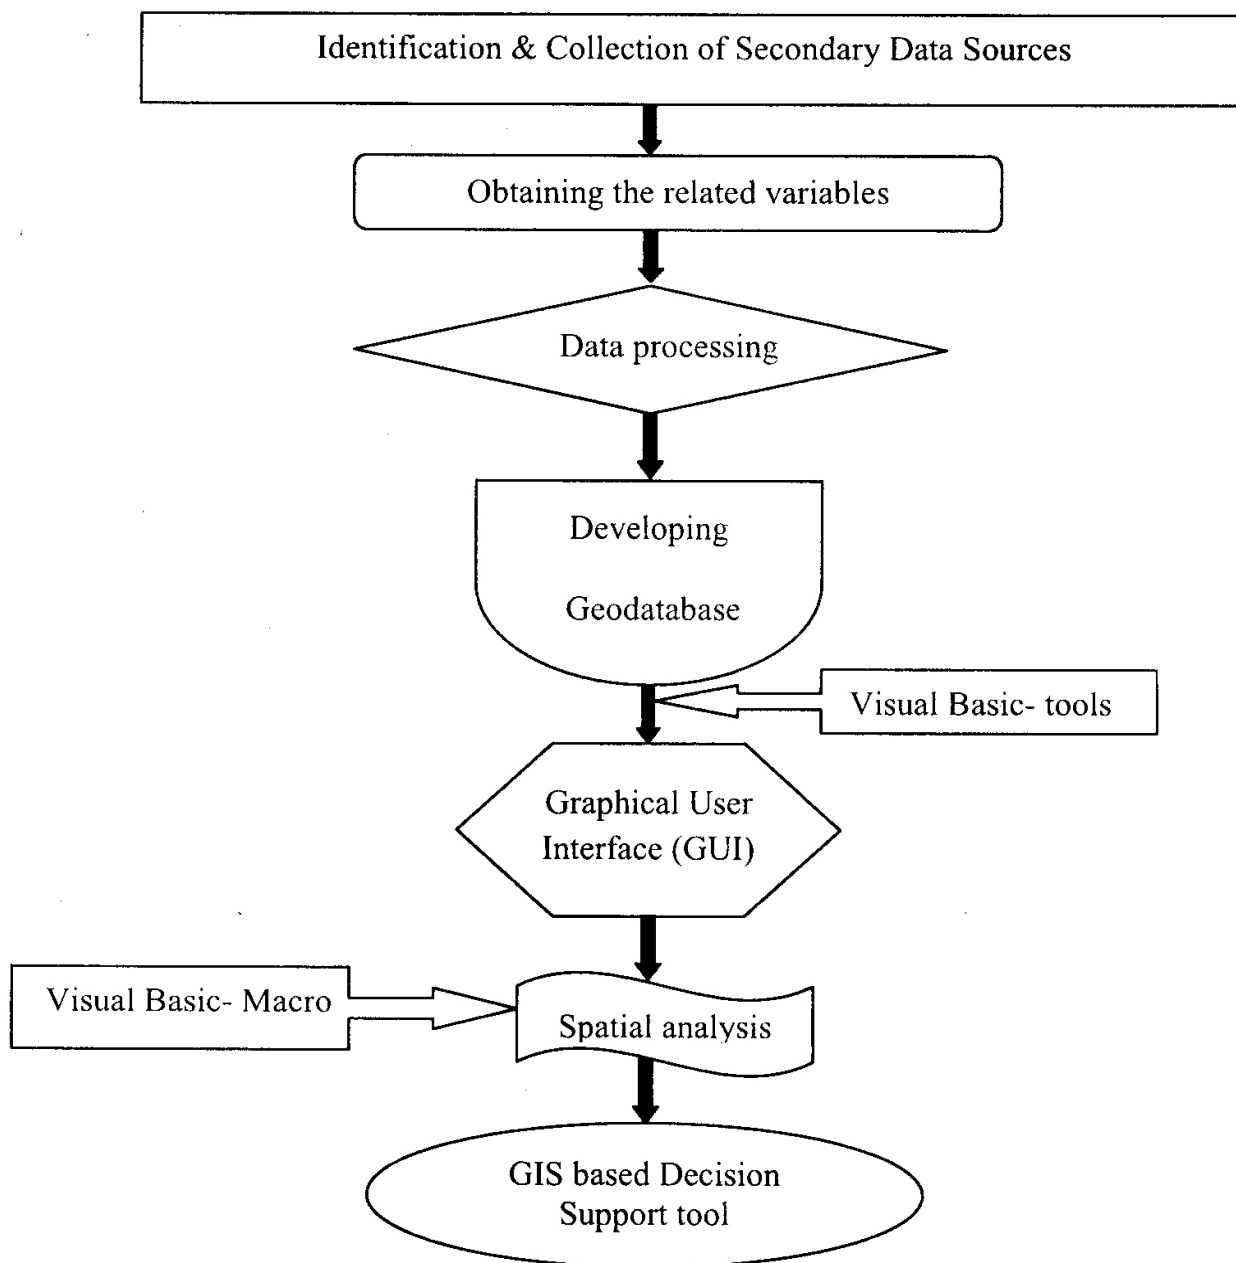 Identification & Collection of Secondary Data Sources
Obtaining the related variables
Data processing
Developing
Geodatabase
Visual Basic- tools
Graphical User
Interface (GUI)
Visual Basic- Macro
Spatial analysis
GIS based Decision
Support tool